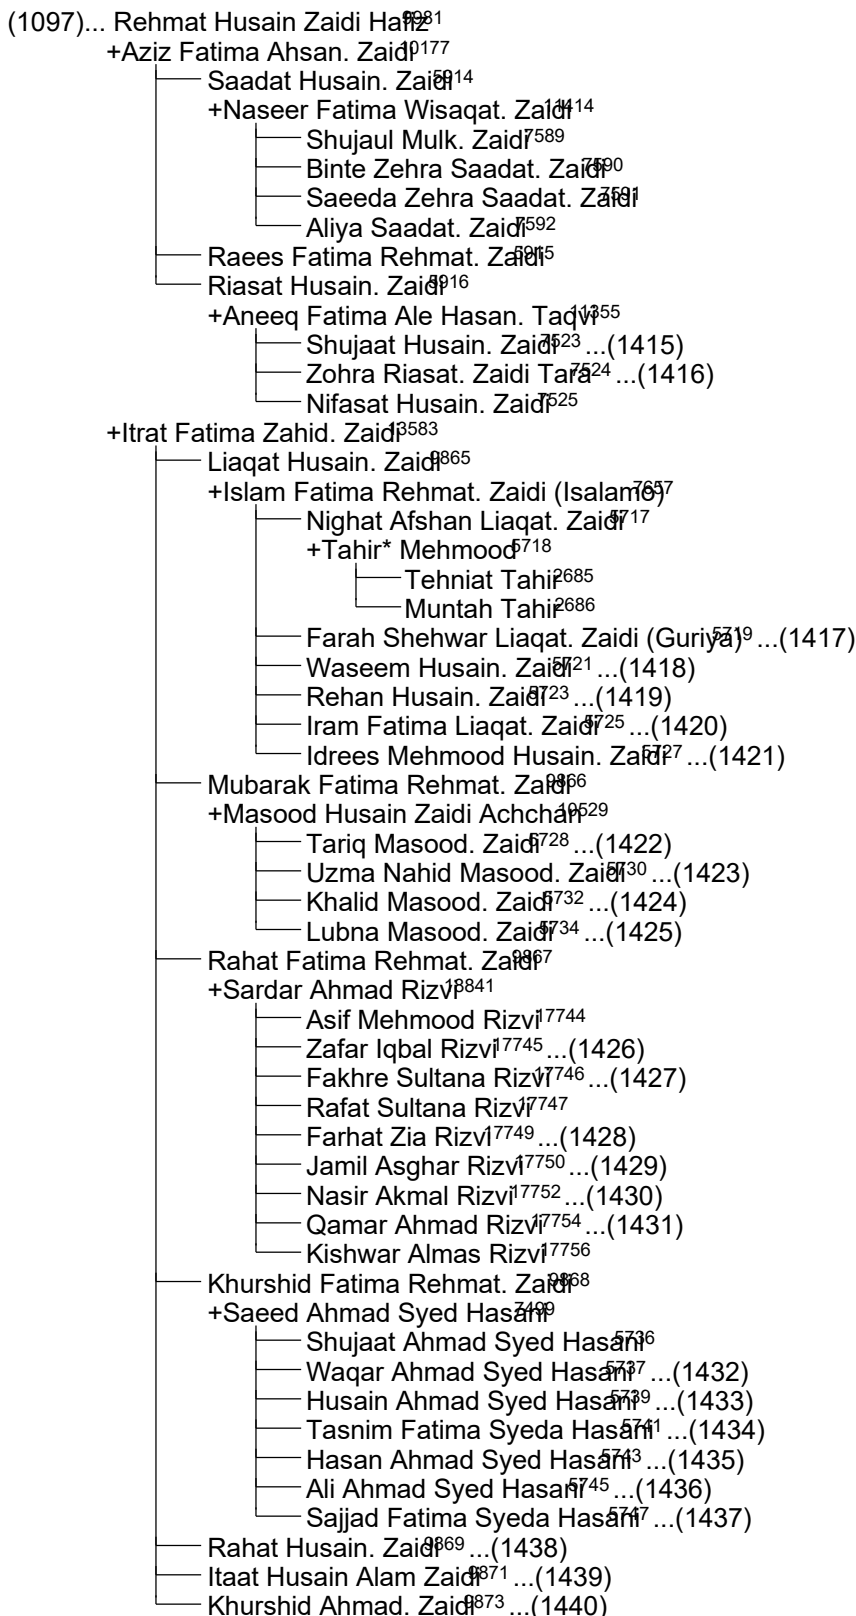 (1097)... Rehmat Husain Zaidi Hafiz9981
+Aziz Fatima Ahsan. Zaidi10177
Saadat Husain. Zaidi5914
+Naseer Fatima Wisaqat. Zaidi11414
Shujaul Mulk. Zaidi7589
Binte Zehra Saadat. Zaidi7590
Saeeda Zehra Saadat. Zaidi7591
Aliya Saadat. Zaidi7592
Raees Fatima Rehmat. Zaidi5915
Riasat Husain. Zaidi5916
+Aneeq Fatima Ale Hasan. Taqvi11355
Shujaat Husain. Zaidi7523 ...(1415)
Zohra Riasat. Zaidi Tara7524 ...(1416)
Nifasat Husain. Zaidi7525
+Itrat Fatima Zahid. Zaidi13583
Liaqat Husain. Zaidi9865
+Islam Fatima Rehmat. Zaidi (Isalamo)7657
Nighat Afshan Liaqat. Zaidi5717
+Tahir* Mehmood5718
Tehniat Tahir2685
Muntah Tahir2686
Farah Shehwar Liaqat. Zaidi (Guriya)5719 ...(1417)
Waseem Husain. Zaidi5721 ...(1418)
Rehan Husain. Zaidi5723 ...(1419)
Iram Fatima Liaqat. Zaidi5725 ...(1420)
Idrees Mehmood Husain. Zaidi5727 ...(1421)
Mubarak Fatima Rehmat. Zaidi9866
+Masood Husain Zaidi Achchan10529
Tariq Masood. Zaidi5728 ...(1422)
Uzma Nahid Masood. Zaidi5730 ...(1423)
Khalid Masood. Zaidi5732 ...(1424)
Lubna Masood. Zaidi5734 ...(1425)
Rahat Fatima Rehmat. Zaidi9867
+Sardar Ahmad Rizvi18841
Asif Mehmood Rizvi17744
Zafar Iqbal Rizvi17745 ...(1426)
Fakhre Sultana Rizvi17746 ...(1427)
Rafat Sultana Rizvi17747
Farhat Zia Rizvi17749 ...(1428)
Jamil Asghar Rizvi17750 ...(1429)
Nasir Akmal Rizvi17752 ...(1430)
Qamar Ahmad Rizvi17754 ...(1431)
Kishwar Almas Rizvi17756
Khurshid Fatima Rehmat. Zaidi9868
+Saeed Ahmad Syed Hasani7499
Shujaat Ahmad Syed Hasani5736
Waqar Ahmad Syed Hasani5737 ...(1432)
Husain Ahmad Syed Hasani5739 ...(1433)
Tasnim Fatima Syeda Hasani5741 ...(1434)
Hasan Ahmad Syed Hasani5743 ...(1435)
Ali Ahmad Syed Hasani5745 ...(1436)
Sajjad Fatima Syeda Hasani5747 ...(1437)
Rahat Husain. Zaidi9869 ...(1438)
Itaat Husain Alam Zaidi9871 ...(1439)
Khurshid Ahmad. Zaidi9873 ...(1440)